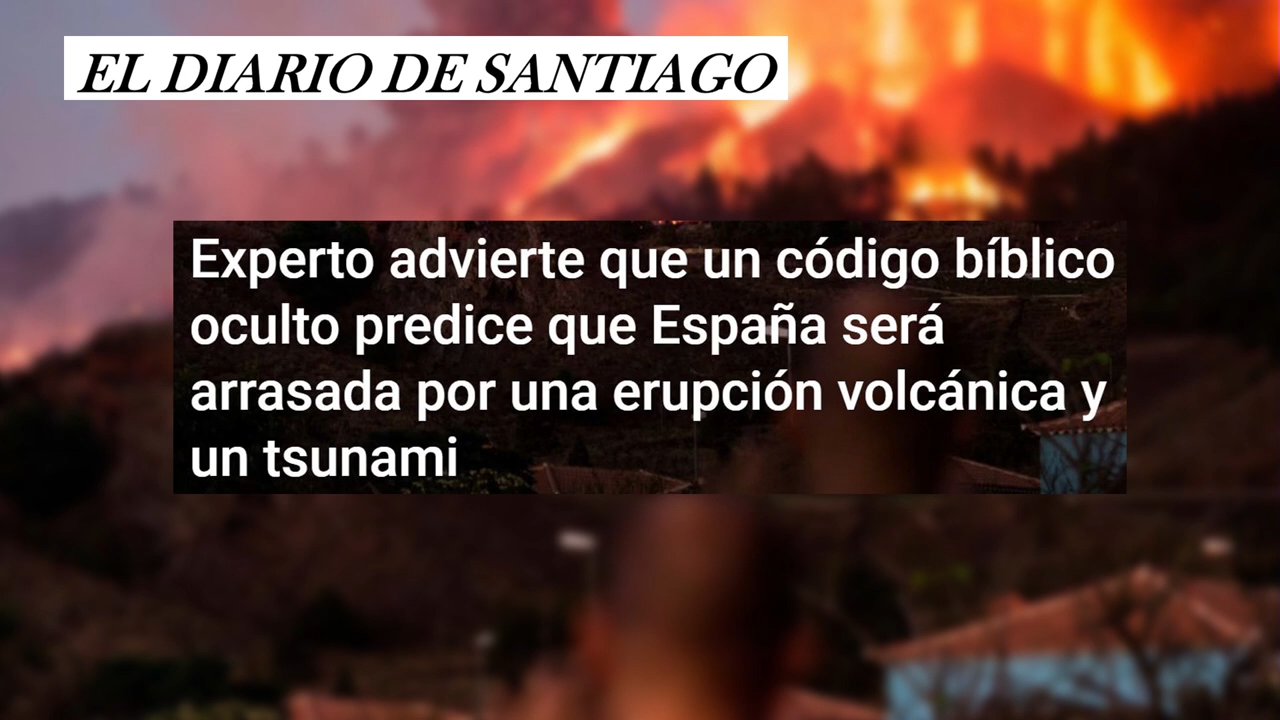 EL DIARIO DE SANTIAGO
Experto advierte que un código bíblico
oculto predice que España será
arrasada por una erupción volcánica y
un tsunami